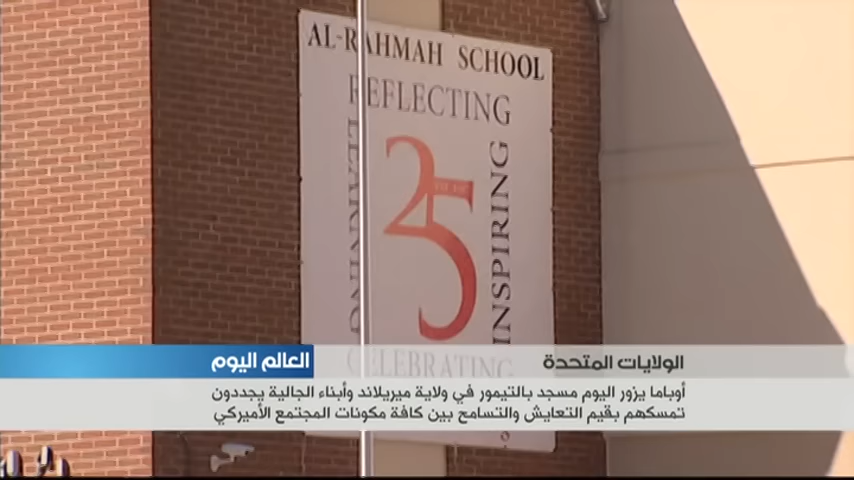 AL-RAHMAH SCHOOL
REFLECTING
LEARNING
25
INSPIRING
CELEBRATING
الولايات المتحدة
العالم اليوم
أوباما يزور اليوم مسجد بالتيمور في ولاية ميريلاند وأبناء الجالية يجددون
تمسكهم بقيم التعايش والتسامح بين كافة مكونات المجتمع الأميركي